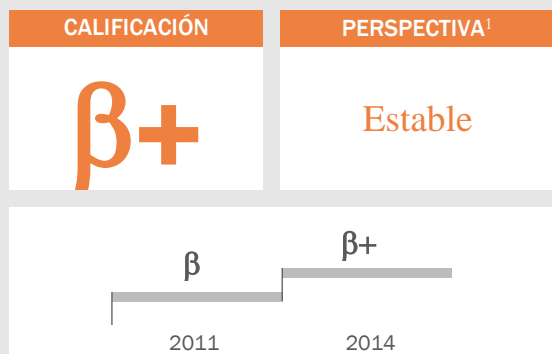 CALIFICACIÓN
PERSPECTIVA¹
β+
Estable
β
β+
2011
2014